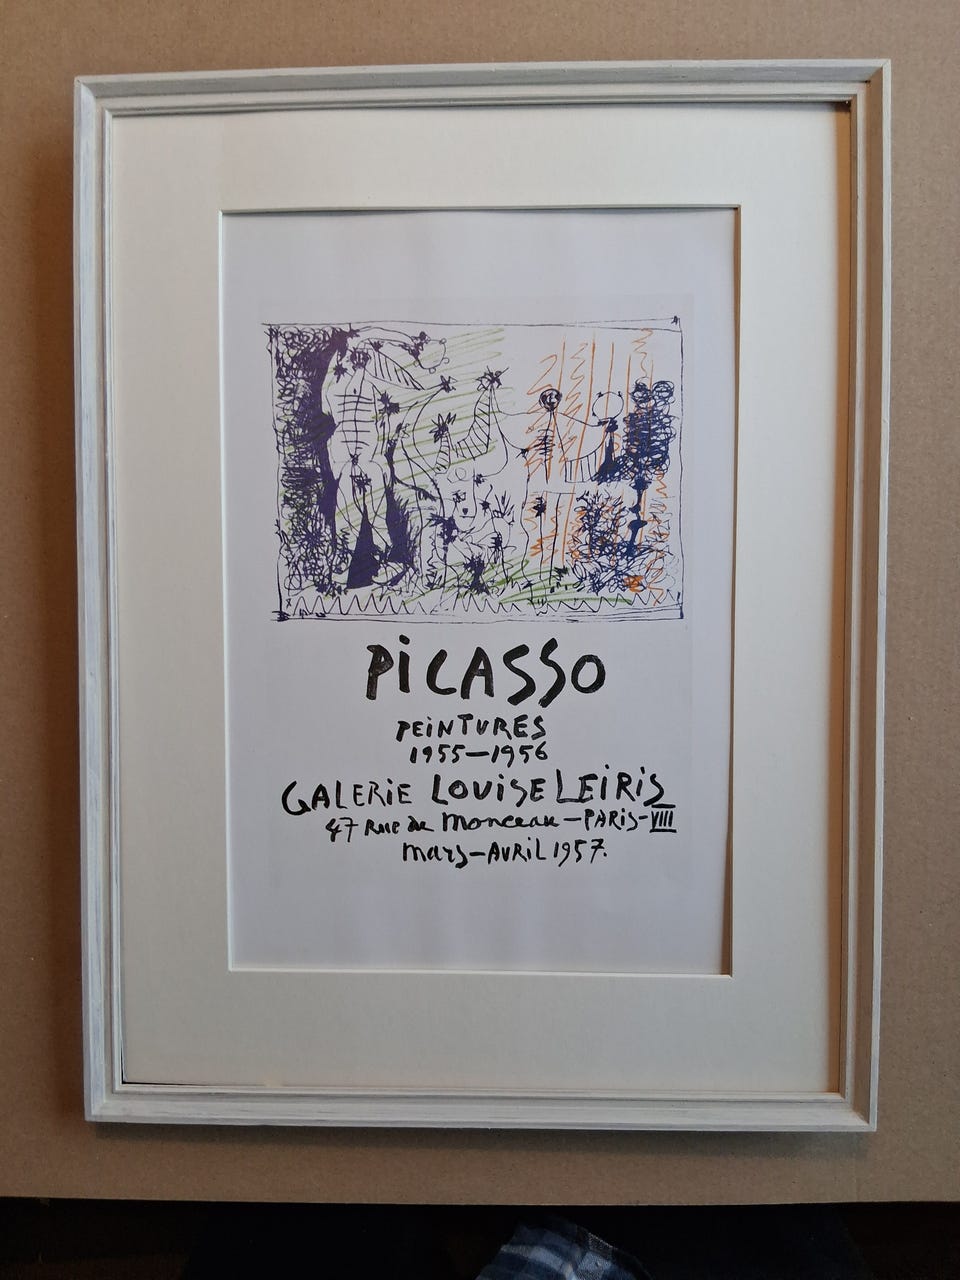 PiCASSO
PEiNTURES
1955–1956
GALERiE LOUiSE LEiRiS
47 Rue de Monceau – PARiS – VIII
mars – AVRiL 1957.